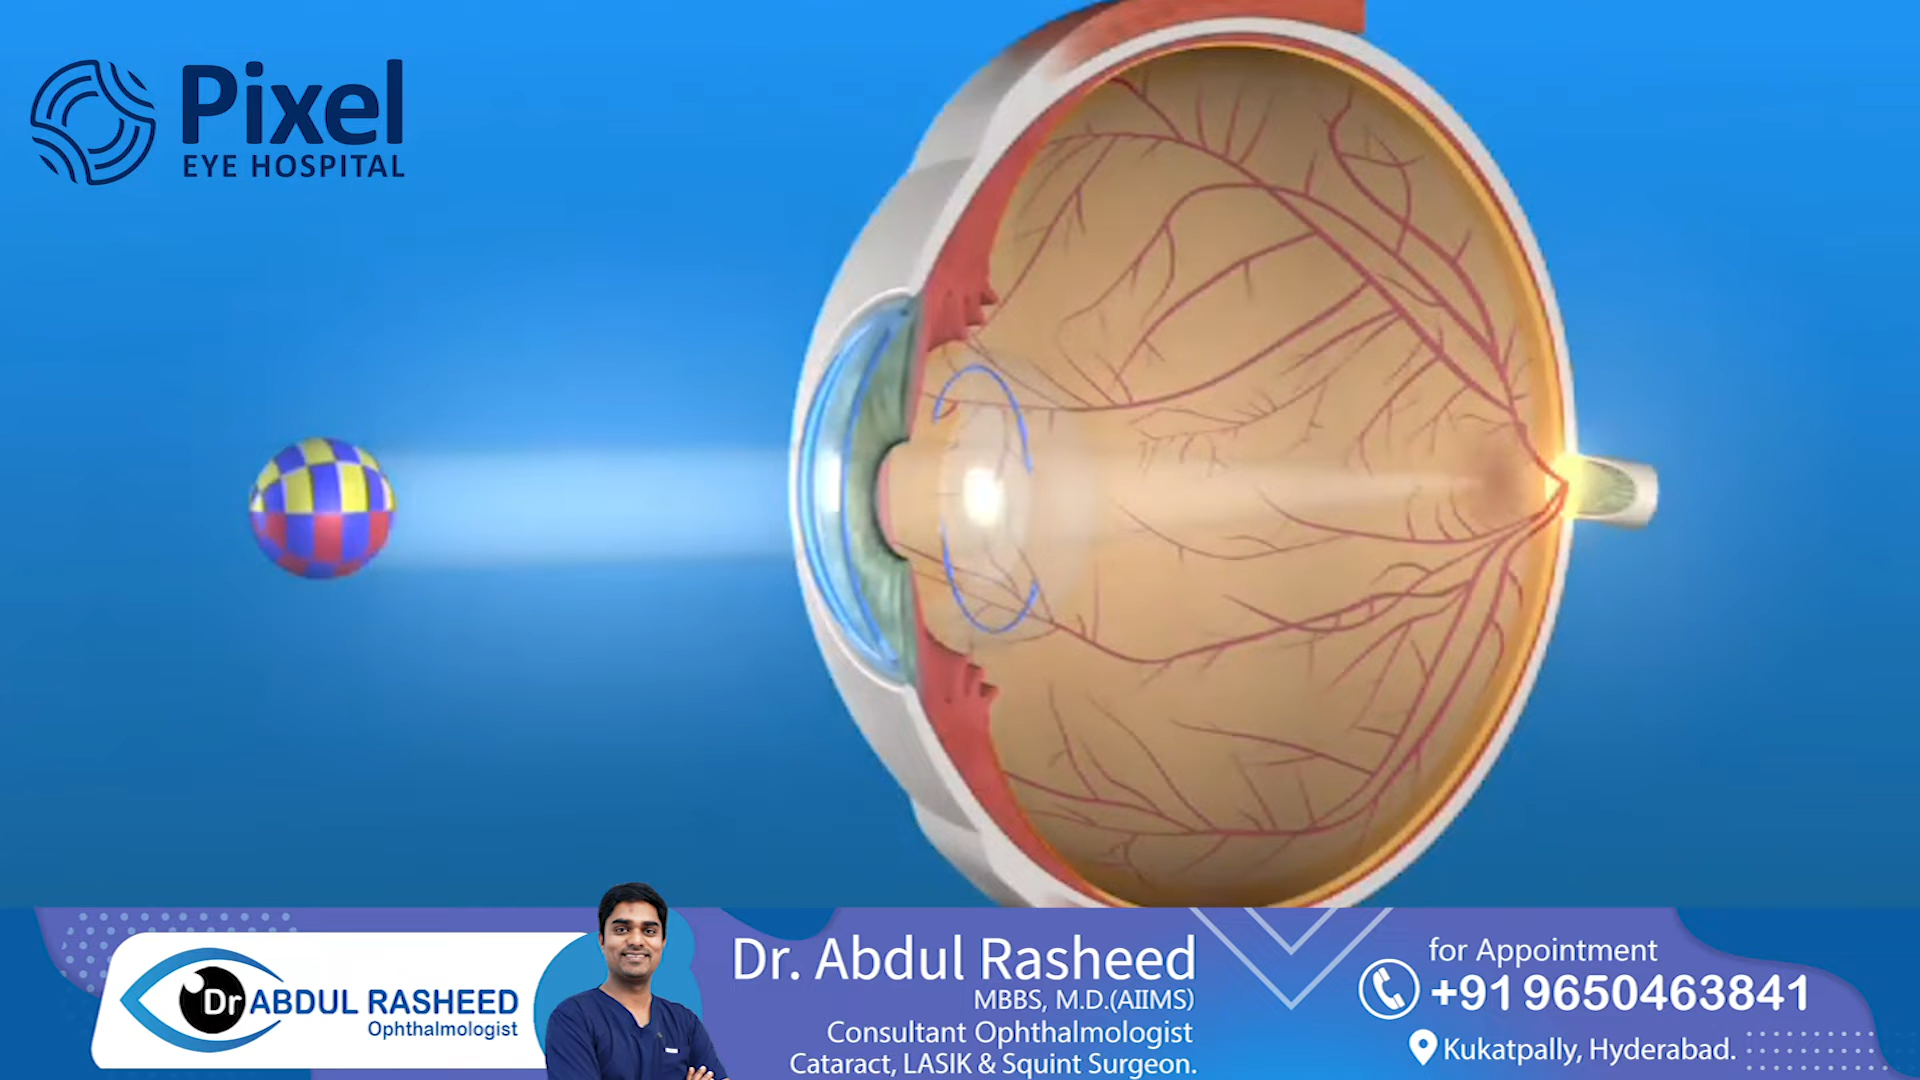 Pixel
EYE HOSPITAL
Dr ABDUL RASHEED
Ophthalmologist
Dr. Abdul Rasheed
MBBS, M.D.(AIIMS)
Consultant Ophthalmologist
Cataract, LASIK & Squint Surgeon.
for Appointment
+91 9650463841
Kukatpally, Hyderabad.